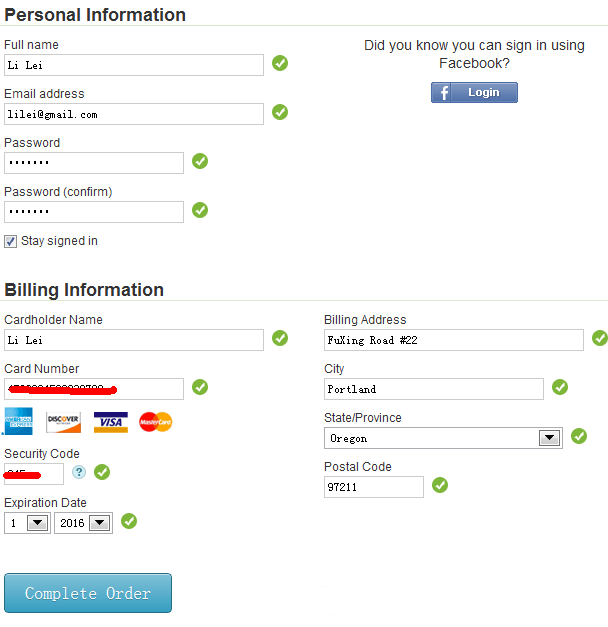 Personal Information
Full name
Li Lei
Email address
lilei@gmail.com
Password
•••••••
Password (confirm)
•••••••
Stay signed in
Did you know you can sign in using
Facebook?
f Login
Billing Information
Cardholder Name
Li Lei
Card Number
AMERICAN EXPRESS DISCOVER VISA MasterCard
Security Code
?
Expiration Date
1 2016
Billing Address
FuXing Road #22
City
Portland
State/Province
Oregon
Postal Code
97211
Complete Order